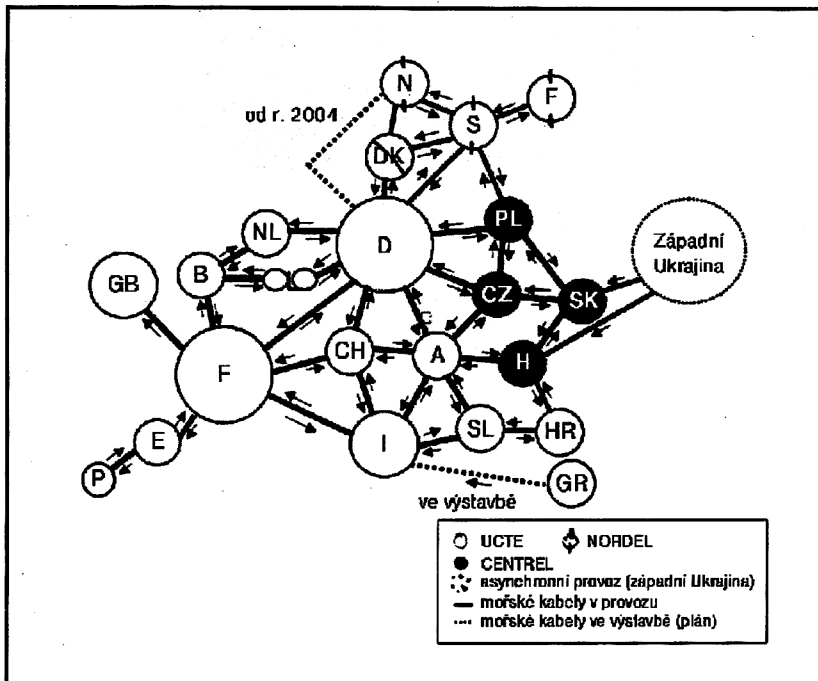 N
F
S
od r. 2004
DK
PL
NL
D
Západní
Ukrajina
B
GB
CZ
SK
CH
A
H
F
SL
HR
E
I
P
GR
ve výstavbě
UCTE NORDEL
CENTREL
asynchronní provoz (západní Ukrajina)
mořské kabely v provozu
mořské kabely ve výstavbě (plán)